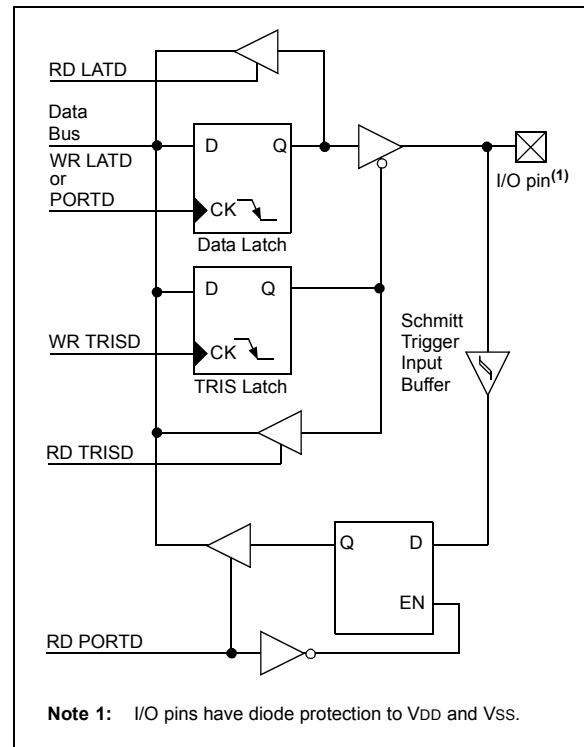 RD LATD
Data
Bus
WR LATD
or
PORTD
D Q
CK
Data Latch
I/O pin(1)
D Q
WR TRISD
CK
TRIS Latch
Schmitt
Trigger
Input
Buffer
RD TRISD
Q D
EN
RD PORTD
Note 1: I/O pins have diode protection to VDD and VSS.